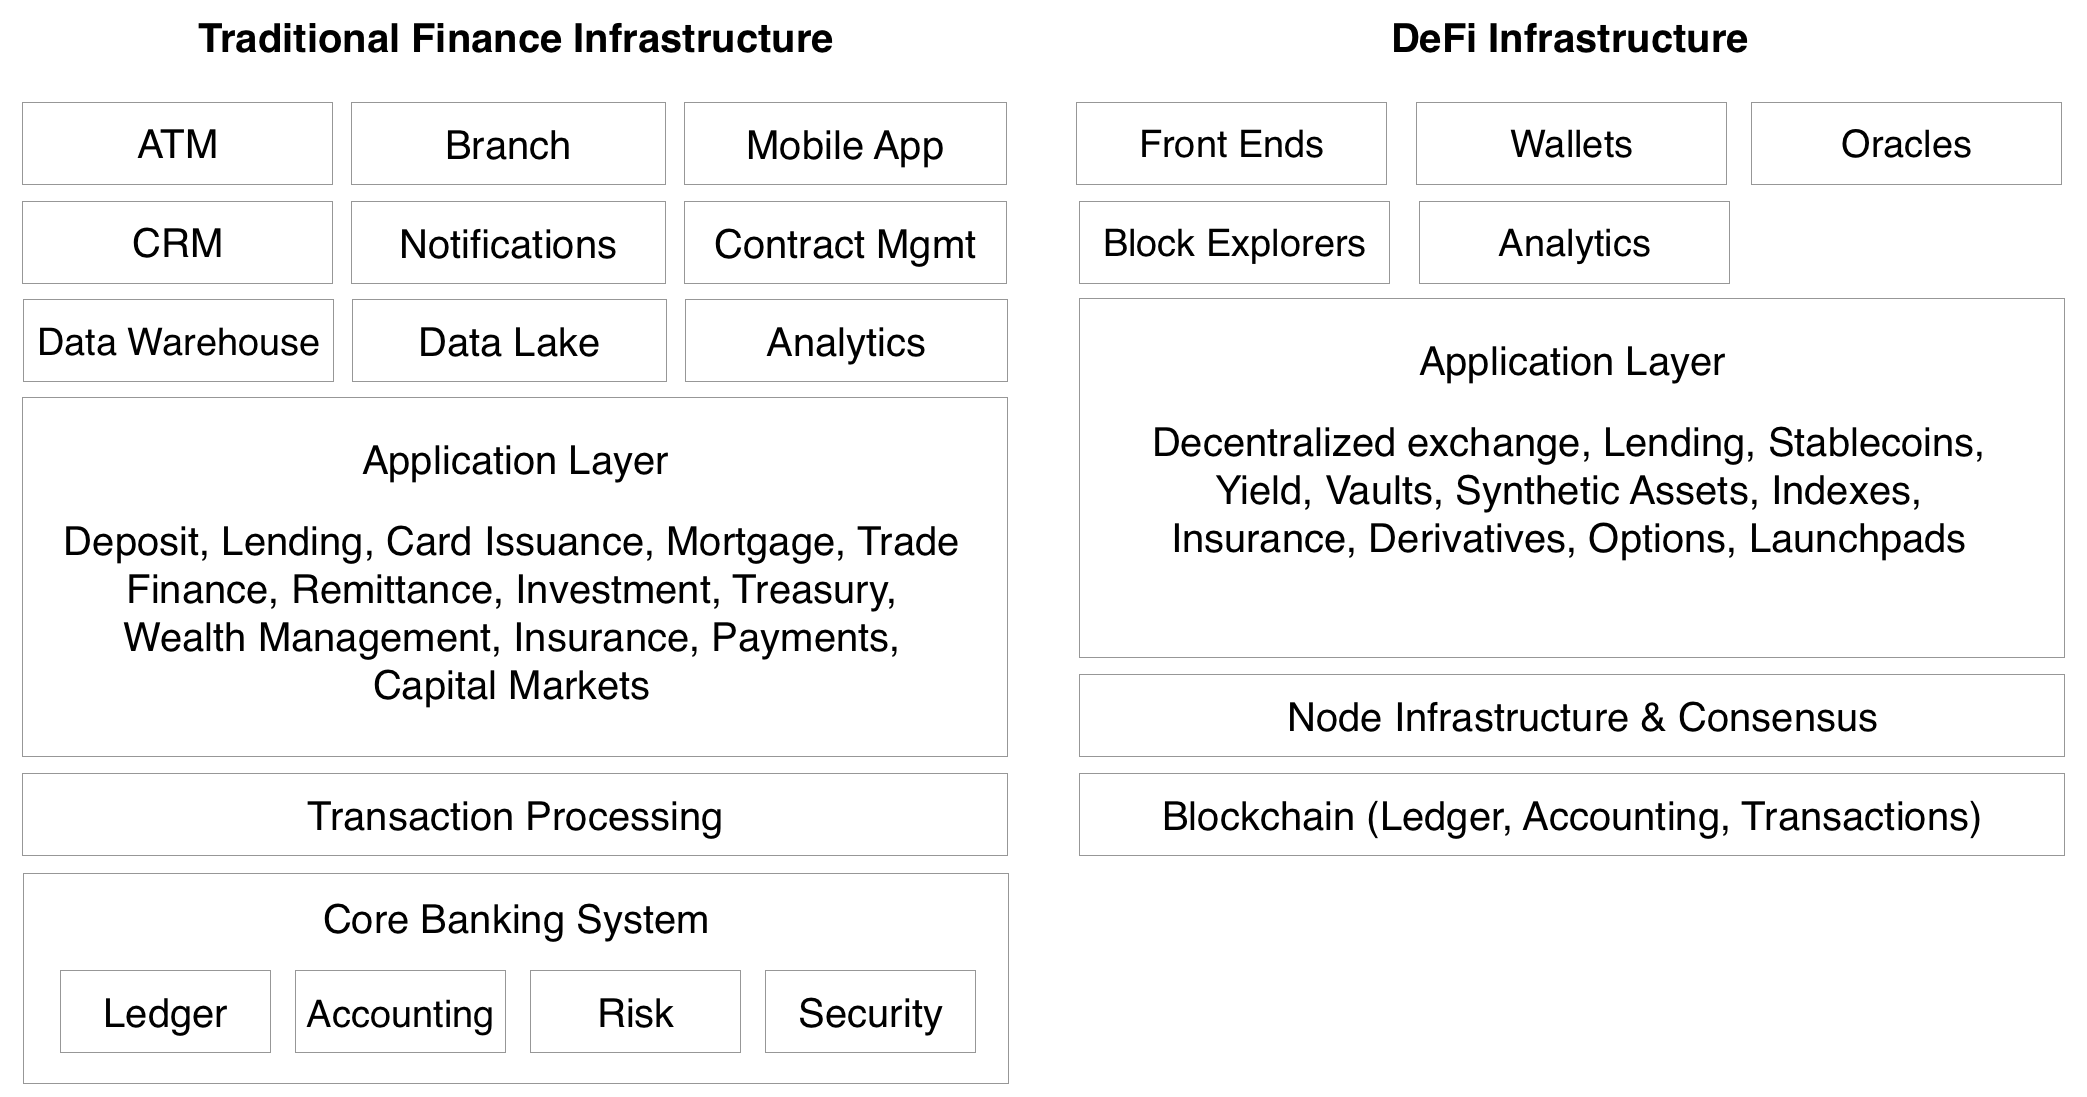 Traditional Finance Infrastructure
ATM
Branch
Mobile App
CRM
Notifications
Contract Mgmt
Data Warehouse
Data Lake
Analytics
Application Layer
Deposit, Lending, Card Issuance, Mortgage, Trade
Finance, Remittance, Investment, Treasury,
Wealth Management, Insurance, Payments,
Capital Markets
Transaction Processing
Core Banking System
Ledger
Accounting
Risk
Security
DeFi Infrastructure
Front Ends
Wallets
Oracles
Block Explorers
Analytics
Application Layer
Decentralized exchange, Lending, Stablecoins,
Yield, Vaults, Synthetic Assets, Indexes,
Insurance, Derivatives, Options, Launchpads
Node Infrastructure & Consensus
Blockchain (Ledger, Accounting, Transactions)